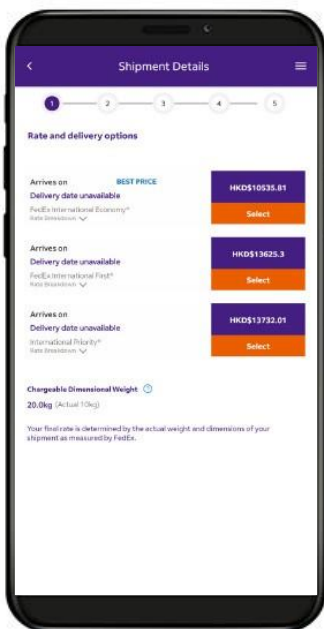 Shipment Details
1 2 3 4 5
Rate and delivery options
Arrives on BEST PRICE
Delivery date unavailable
FedEx International Economy®
Rate Breakdown
HKD$10535.81
Select
Arrives on
Delivery date unavailable
FedEx International First®
Rate Breakdown
HKD$13625.3
Select
Arrives on
Delivery date unavailable
International Priority®
Rate Breakdown
HKD$13732.01
Select
Chargeable Dimensional Weight ?
20.0kg (Actual 10kg)
Your final rate is determined by the actual weight and dimensions of your
shipment as measured by FedEx.